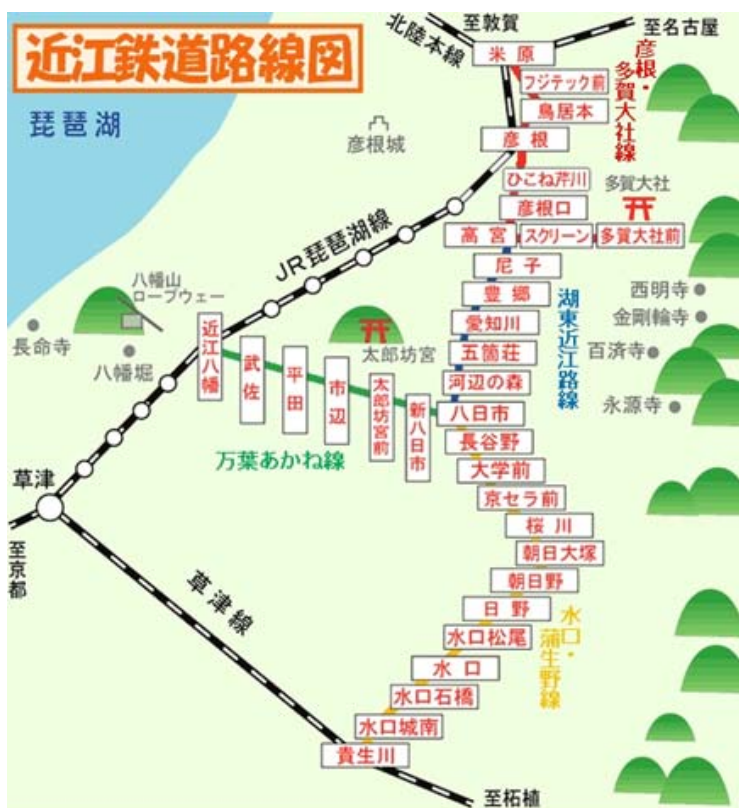 近江鉄道路線図
至敦賀
北陸本線
米原
至名古屋
彦根・多賀大社線
フジテック前
鳥居本
琵琶湖
彦根城
彦根
ひこね芹川
多賀大社
彦根口
高宮
スクリーン
多賀大社前
JR琵琶湖線
尼子
豊郷
湖東近江路線
西明寺
金剛輪寺
百済寺
永源寺
愛知川
五箇荘
河辺の森
八日市
八幡山
ロープウェー
長命寺
八幡堀
近江八幡
武佐
平田
市辺
太郎坊宮
太郎坊宮前
新八日市
万葉あかね線
長谷野
大学前
京セラ前
桜川
朝日大塚
朝日野
日野
水口松尾
水口
水口石橋
水口城南
貴生川
水口・
蒲生野線
草津
至京都
草津線
至柘植